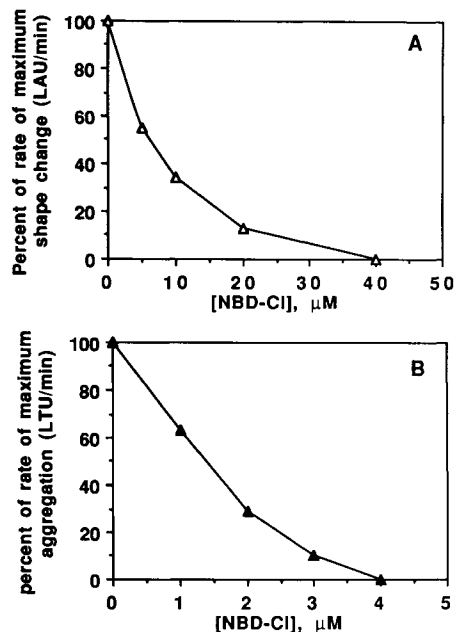 A
Percent of rate of maximum
shape change (LAU/min)
100
80
60
40
20
0
0 10 20 30 40 50
[NBD-Cl], µM
B
percent of rate of maximum
aggregation (LTU/min)
100
80
60
40
20
0
0 1 2 3 4 5
[NBD-Cl], µM